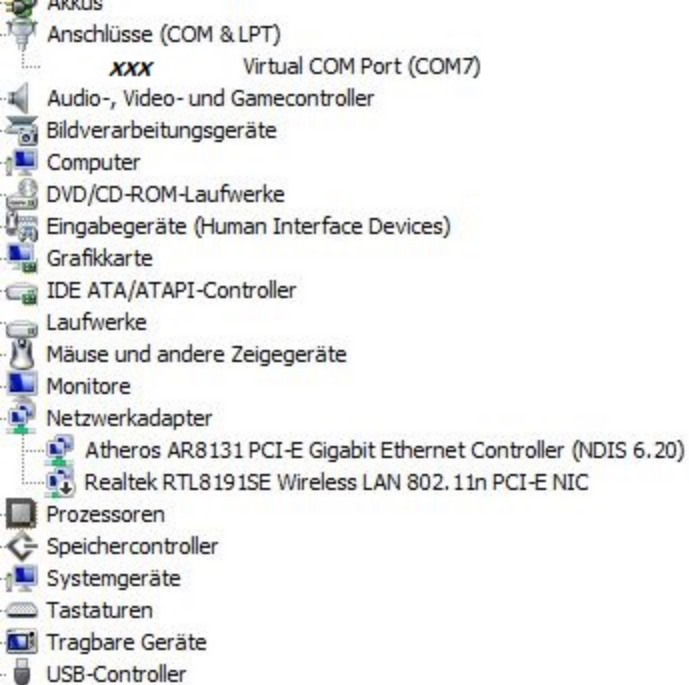 Akkus
Anschlüsse (COM & LPT)
xxx Virtual COM Port (COM7)
Audio-, Video- und Gamecontroller
Bildverarbeitungsgeräte
Computer
DVD/CD-ROM-Laufwerke
Eingabegeräte (Human Interface Devices)
Grafikkarte
IDE ATA/ATAPI-Controller
Laufwerke
Mäuse und andere Zeigegeräte
Monitore
Netzwerkadapter
Atheros AR8131 PCI-E Gigabit Ethernet Controller (NDIS 6.20)
Realtek RTL8191SE Wireless LAN 802.11n PCI-E NIC
Prozessoren
Speichercontroller
Systemgeräte
Tastaturen
Tragbare Geräte
USB-Controller